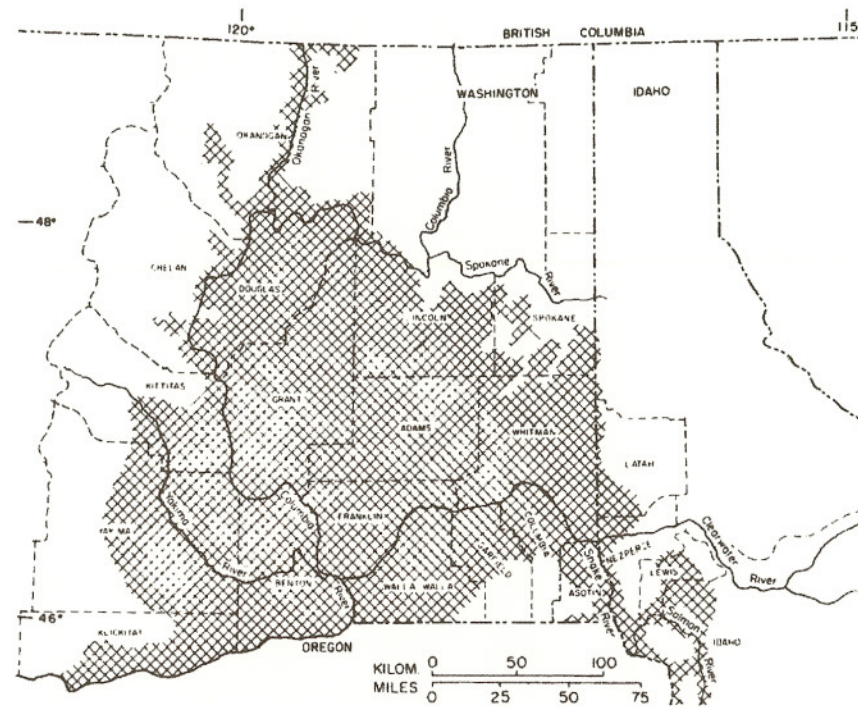 120°
115
BRITISH COLUMBIA
WASHINGTON
IDAHO
OKANOGAN
Okanogan River
Columbia River
48°
Spokane River
CHELAN
DOUGLAS
LINCOLN
SPOKANE
KITTITAS
GRANT
ADAMS
WHITMAN
LATAH
Yakima River
Columbia River
FRANKLIN
COLUMBIA
GARFIELD
Snake River
NEZPERCE
Clearwater River
YAKIMA
BENTON
WALLA WALLA
ASOTIN
LEWIS
Salmon River
IDAHO
46°
KLICKITAT
OREGON
KILOM. 0 50 100
MILES 0 25 50 75